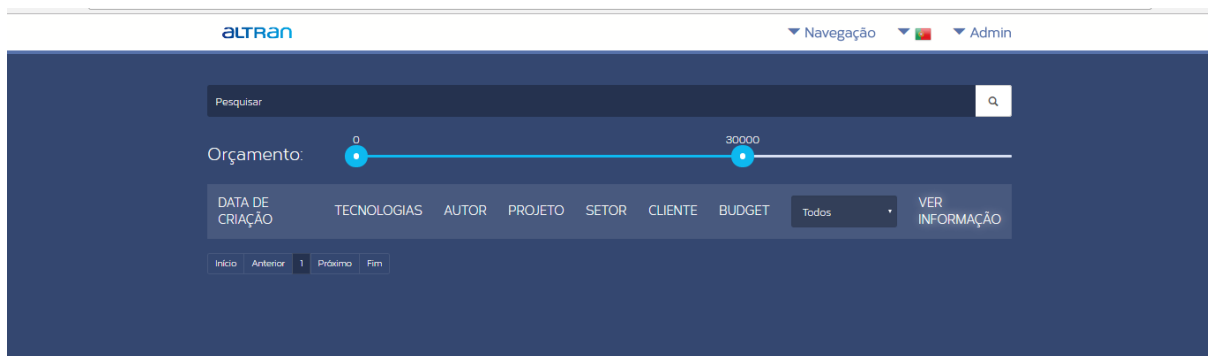 altran
Navegação Admin
Pesquisar
0 30000
Orçamento:
DATA DE CRIAÇÃO TECNOLOGIAS AUTOR PROJETO SETOR CLIENTE BUDGET Todos VER INFORMAÇÃO
Início Anterior 1 Próximo Fim